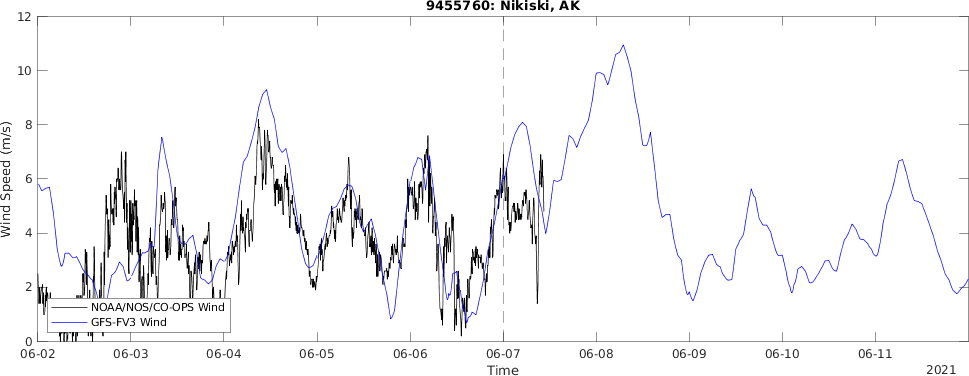 9455760: Nikiski, AK
Wind Speed (m/s)
12
10
8
6
4
2
0
NOAA/NOS/CO-OPS Wind
GFS-FV3 Wind
06-02 06-03 06-04 06-05 06-06 06-07 06-08 06-09 06-10 06-11
Time
2021